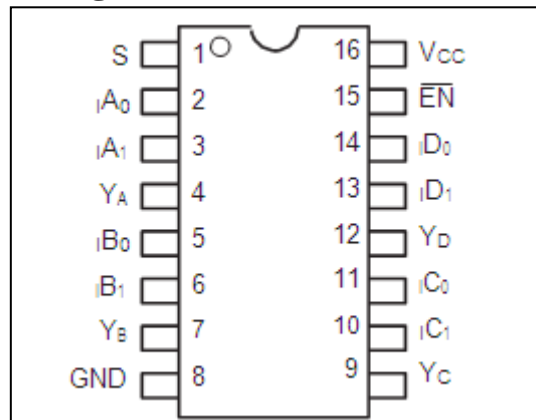 S 1 16 VCC
IA0 2 15 EN
IA1 3 14 ID0
YA 4 13 ID1
IB0 5 12 YD
IB1 6 11 IC0
YB 7 10 IC1
GND 8 9 YC